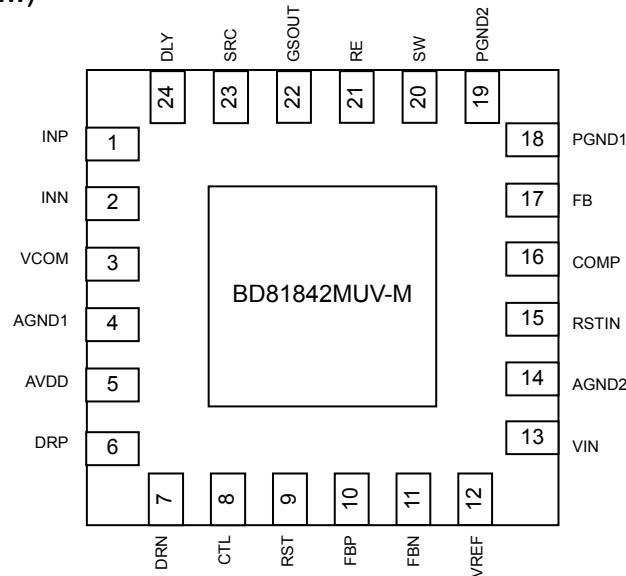 DLY
SRC
GSOUT
RE
SW
PGND2
24
23
22
21
20
19
INP 1
INN 2
VCOM 3
AGND1 4
AVDD 5
DRP 6
BD81842MUV-M
18 PGND1
17 FB
16 COMP
15 RSTIN
14 AGND2
13 VIN
7
8
9
10
11
12
DRN
CTL
RST
FBP
FBN
VREF